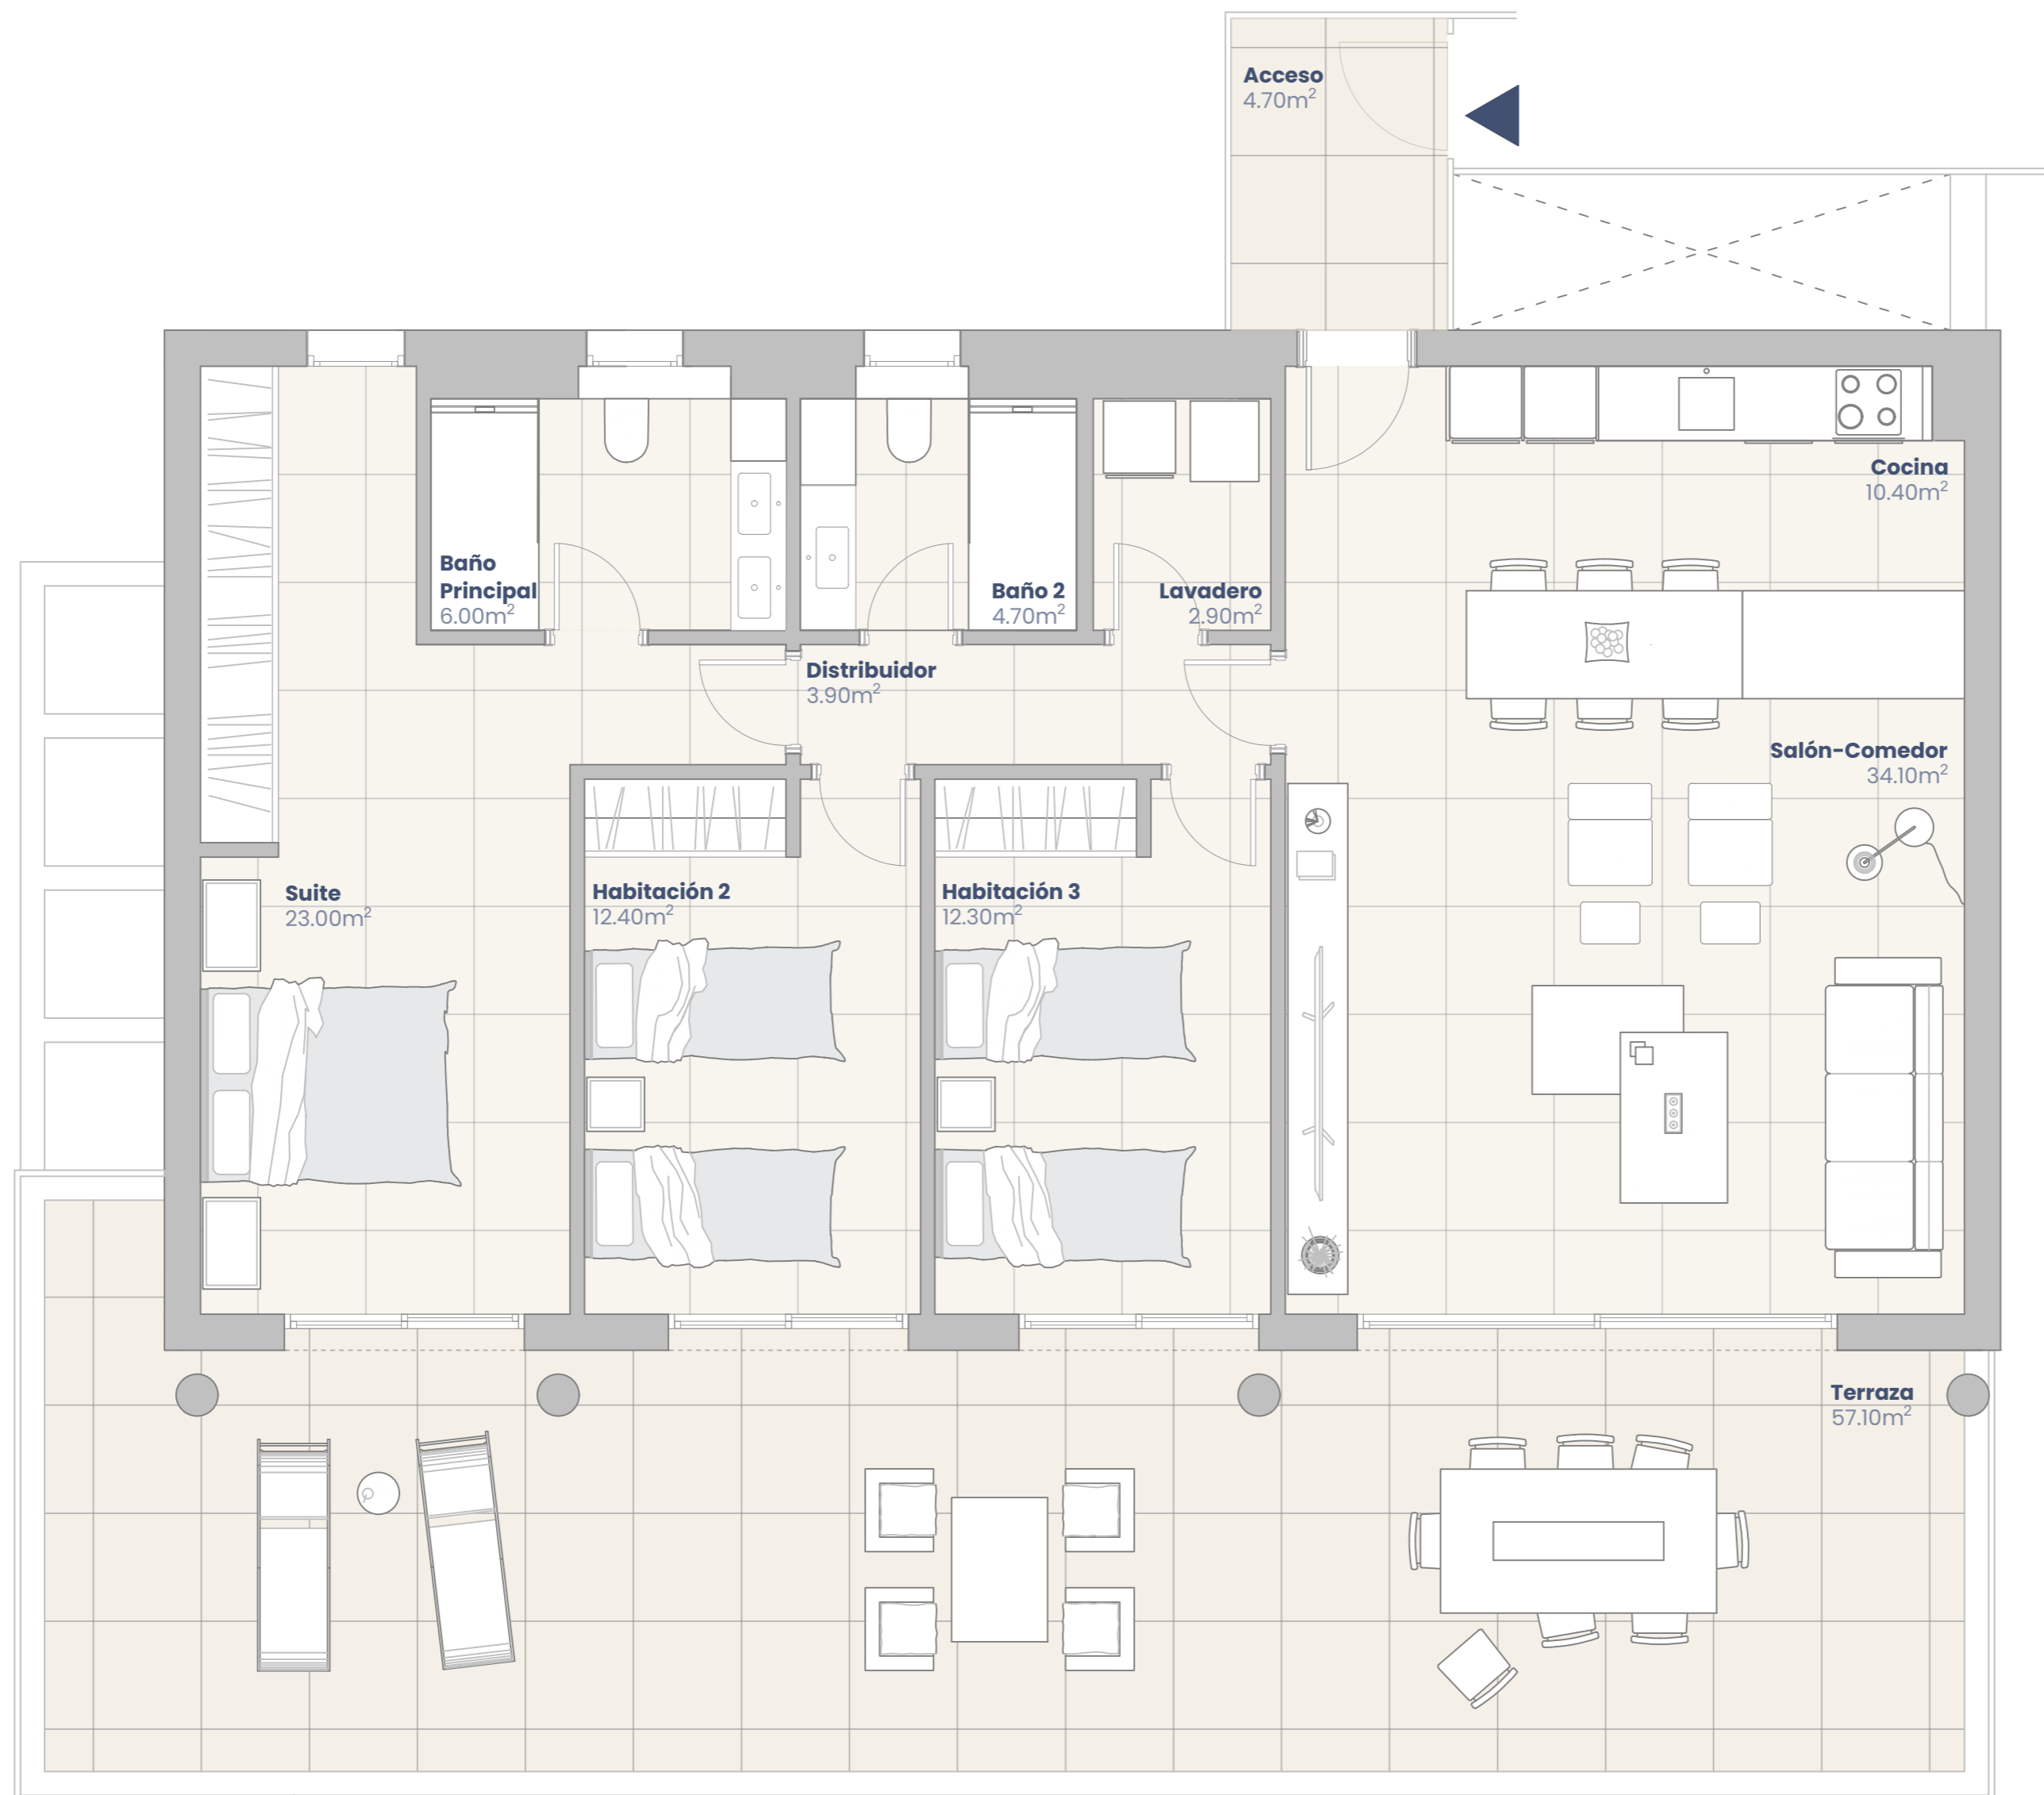 Acceso
4.70m²
Cocina
10.40m²
Baño
Principal
6.00m²
Baño 2
4.70m²
Lavadero
2.90m²
Distribuidor
3.90m²
Salón-Comedor
34.10m²
Suite
23.00m²
Habitación 2
12.40m²
Habitación 3
12.30m²
Terraza
57.10m²